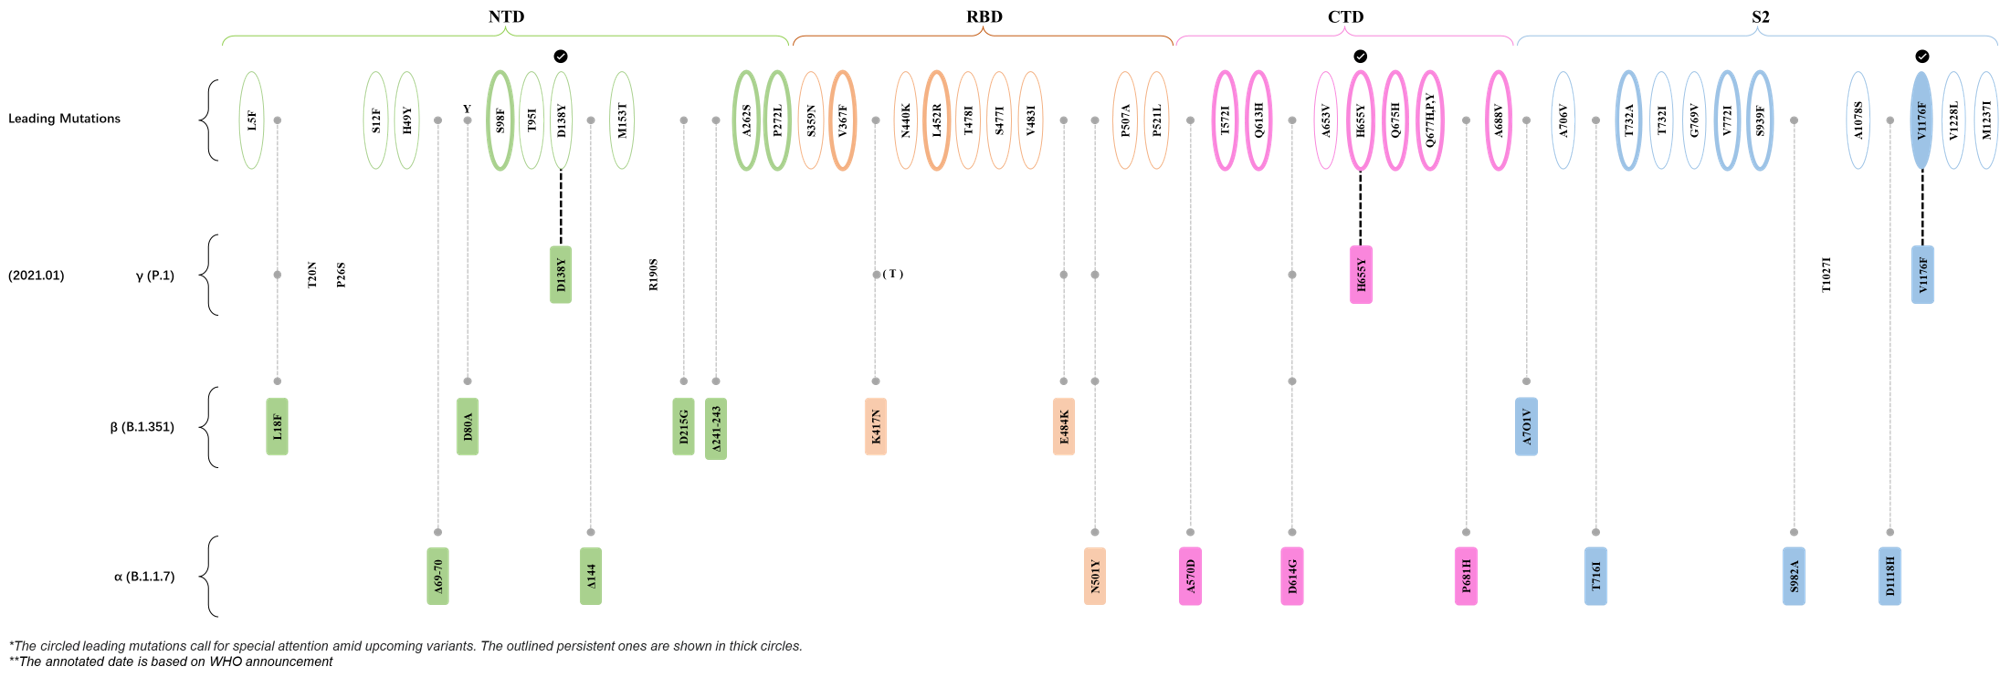 NTD RBD CTD S2
Leading Mutations L5F S12F H49Y Y S98F T95I D138Y M153T A262S P272L S359N V367F N440K L452R T478I S477I V483I P507A P521L T572I Q613H A653V H655Y Q675H Q677H,P,Y A688V A706V T732A T732I G769V V772I S939F A1078S V1176F V1228L M1237I
(2021.01) γ (P.1) T20N P26S D138Y R190S ( T ) H655Y T1027I V1176F
β (B.1.351) L18F D80A D215G Δ241-243 K417N E484K A7O1V
α (B.1.1.7) Δ69-70 Δ144 N501Y A570D D614G P681H T716I S982A D1118H
*The circled leading mutations call for special attention amid upcoming variants. The outlined persistent ones are shown in thick circles.
**The annotated date is based on WHO announcement